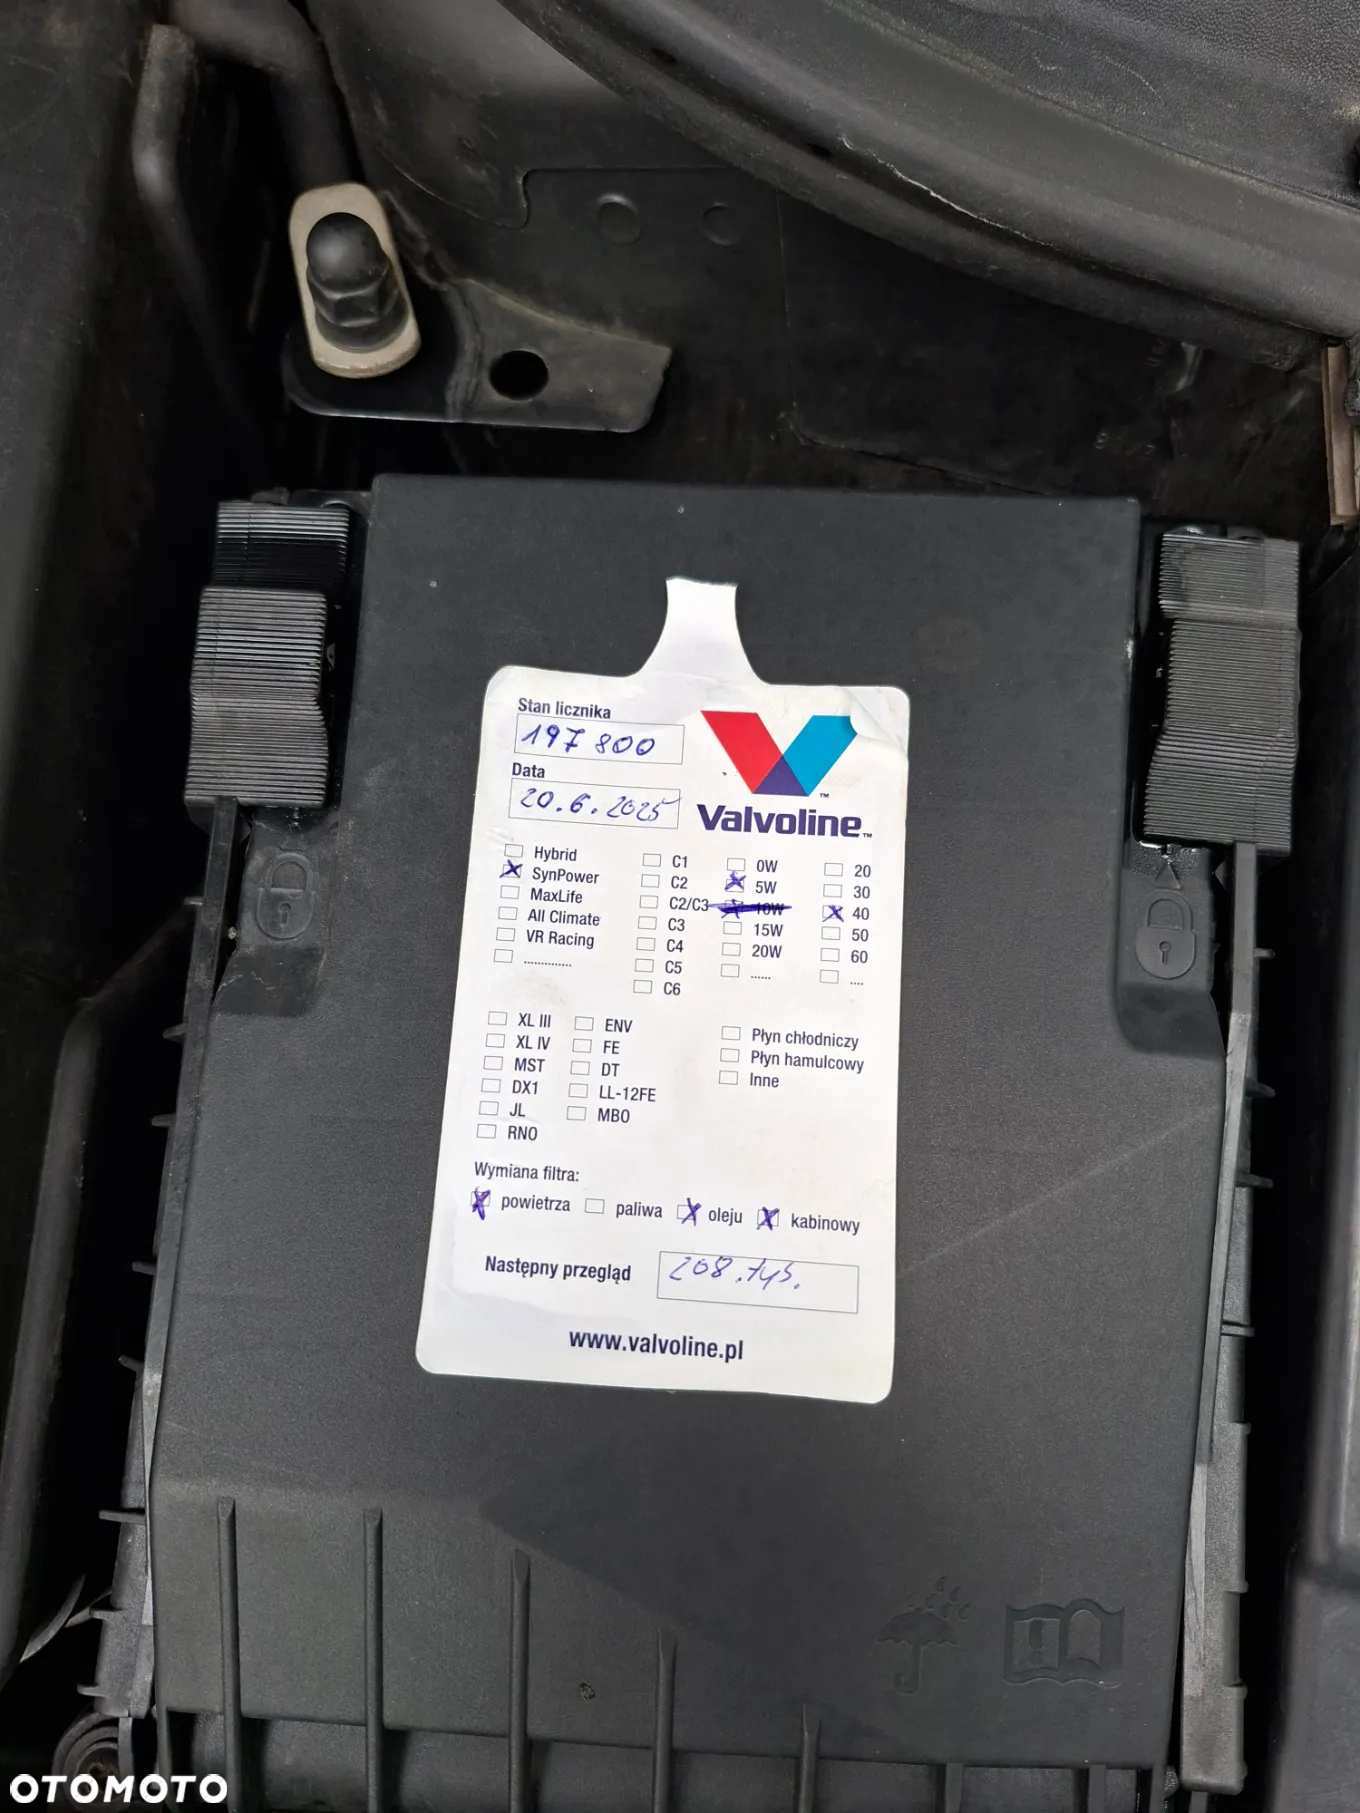 Stan licznika
197 800
Data
20.6.2025
Valvoline™
Hybrid
SynPower
MaxLife
All Climate
VR Racing
..............
C1
C2
C2/C3
C3
C4
C5
C6
0W
5W
10W
15W
20W
......
20
30
40
50
60
....
XL III
XL IV
MST
DX1
JL
RNO
ENV
FE
DT
LL-12FE
MBO
Płyn chłodniczy
Płyn hamulcowy
Inne
Wymiana filtra:
powietrza paliwa oleju kabinowy
Następny przegląd 208.tys.
www.valvoline.pl
OTOMOTO